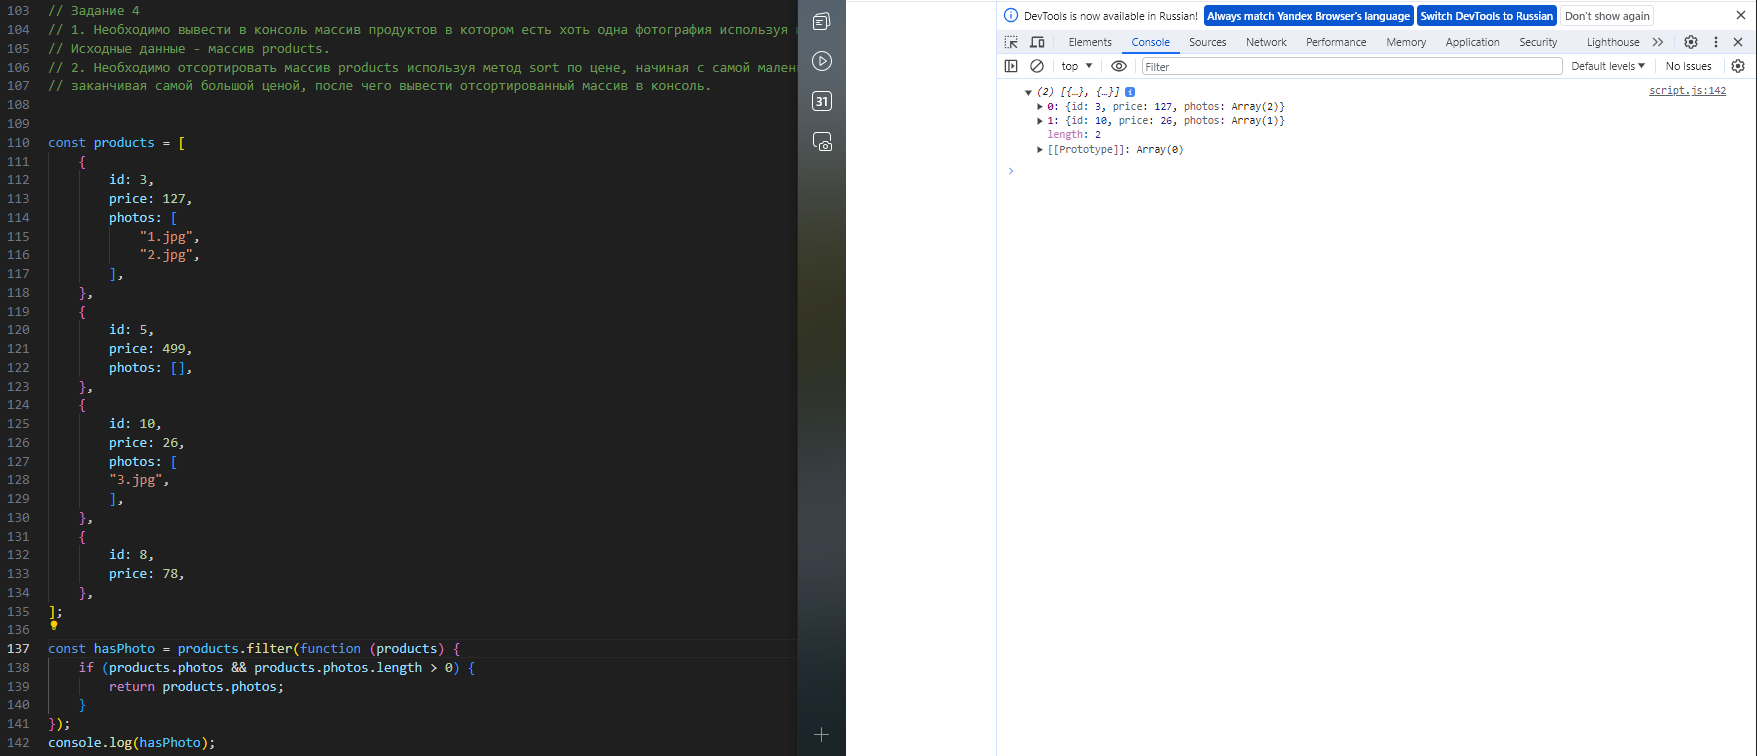 103 // Задание 4
104 // 1. Необходимо вывести в консоль массив продуктов в котором есть хоть одна фотография используя
105 // Исходные данные - массив products.
106 // 2. Необходимо отсортировать массив products используя метод sort по цене, начиная с самой
107 // заканчивая самой большой ценой, после чего вывести отсортированный массив в консоль.
108
109
110 const products = [
111 {
112 id: 3,
113 price: 127,
114 photos: [
115 "1.jpg",
116 "2.jpg",
117 ],
118 },
119 {
120 id: 5,
121 price: 499,
122 photos: [],
123 },
124 {
125 id: 10,
126 price: 26,
127 photos: [
128 "3.jpg",
129 ],
130 },
131 {
132 id: 8,
133 price: 78,
134 },
135 ];
136
137 const hasPhoto = products.filter(function (products) {
138 if (products.photos && products.photos.length > 0) {
139 return products.photos;
140 }
141 });
142 console.log(hasPhoto);
31
DevTools is now available in Russian! Always match Yandex Browser's language Switch DevTools to Russian Don't show again
Elements Console Sources Network Performance Memory Application Security Lighthouse
top Filter Default levels No Issues
(2) [{…}, {…}] i script.js:142
0: {id: 3, price: 127, photos: Array(2)}
1: {id: 10, price: 26, photos: Array(1)}
length: 2
[[Prototype]]: Array(0)